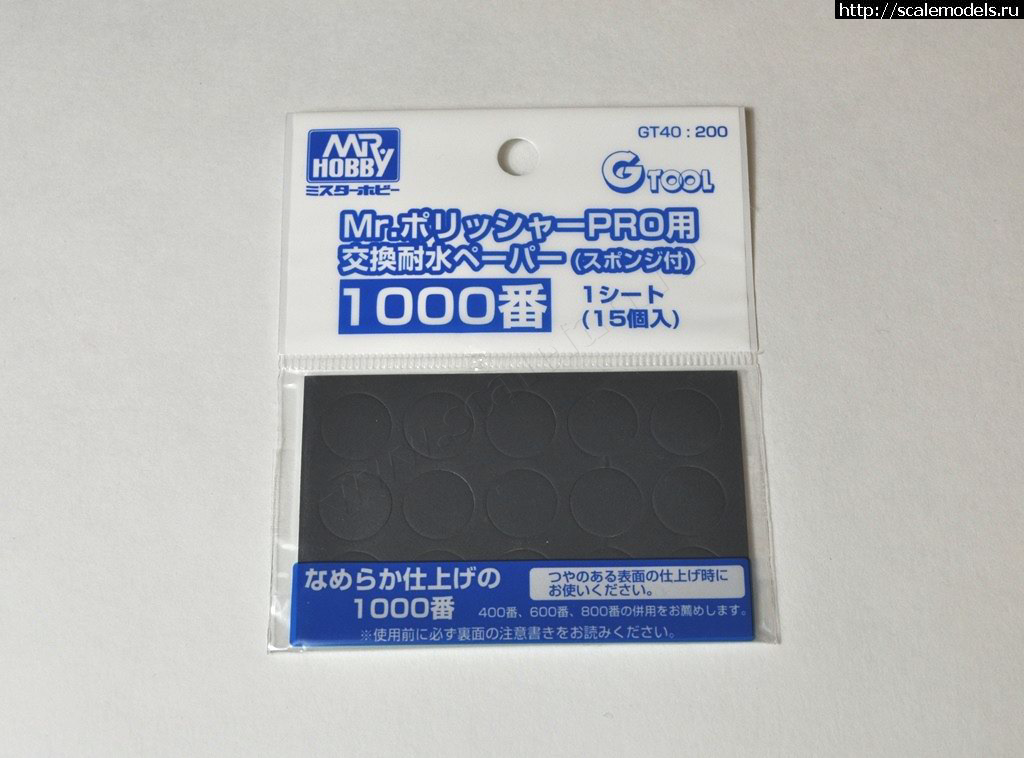 http://scalemodels.ru
MR.
HOBBY
ミスターホビー
GT40 : 200
G TOOL
Mr.ポリッシャーPRO用
交換耐水ペーパー(スポンジ付)
1000番
1シート
(15個入)
なめらか仕上げの
1000番
つやのある表面の仕上げ時に
お使いください。
400番、600番、800番の併用をお薦めします。
※使用前に必ず裏面の注意書きをお読みください。